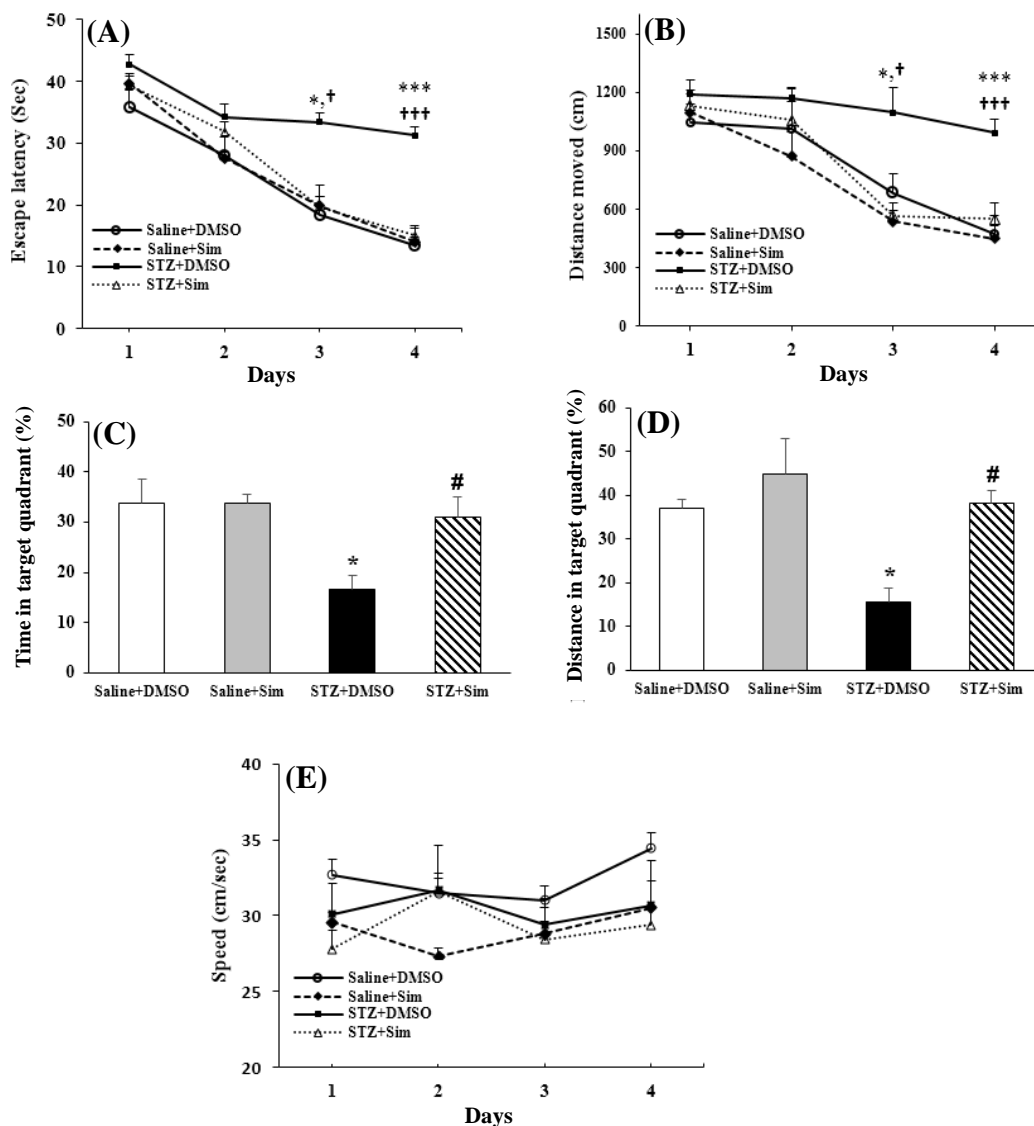 (A)
Escape latency (Sec)
50
40
30
20
10
0
*,†
***
†††
Saline+DMSO
Saline+Sim
STZ+DMSO
STZ+Sim
1 2 3 4
Days
(B)
Distance moved (cm)
1500
1200
900
600
300
0
*,†
***
†††
Saline+DMSO
Saline+Sim
STZ+DMSO
STZ+Sim
1 2 3 4
Days
(C)
Time in target quadrant (%)
50
40
30
20
10
0
*
#
Saline+DMSO Saline+Sim STZ+DMSO STZ+Sim
(D)
Distance in target quadrant (%)
60
50
40
30
20
10
0
*
#
Saline+DMSO Saline+Sim STZ+DMSO STZ+Sim
(E)
Speed (cm/sec)
40
35
30
25
20
Saline+DMSO
Saline+Sim
STZ+DMSO
STZ+Sim
1 2 3 4
Days